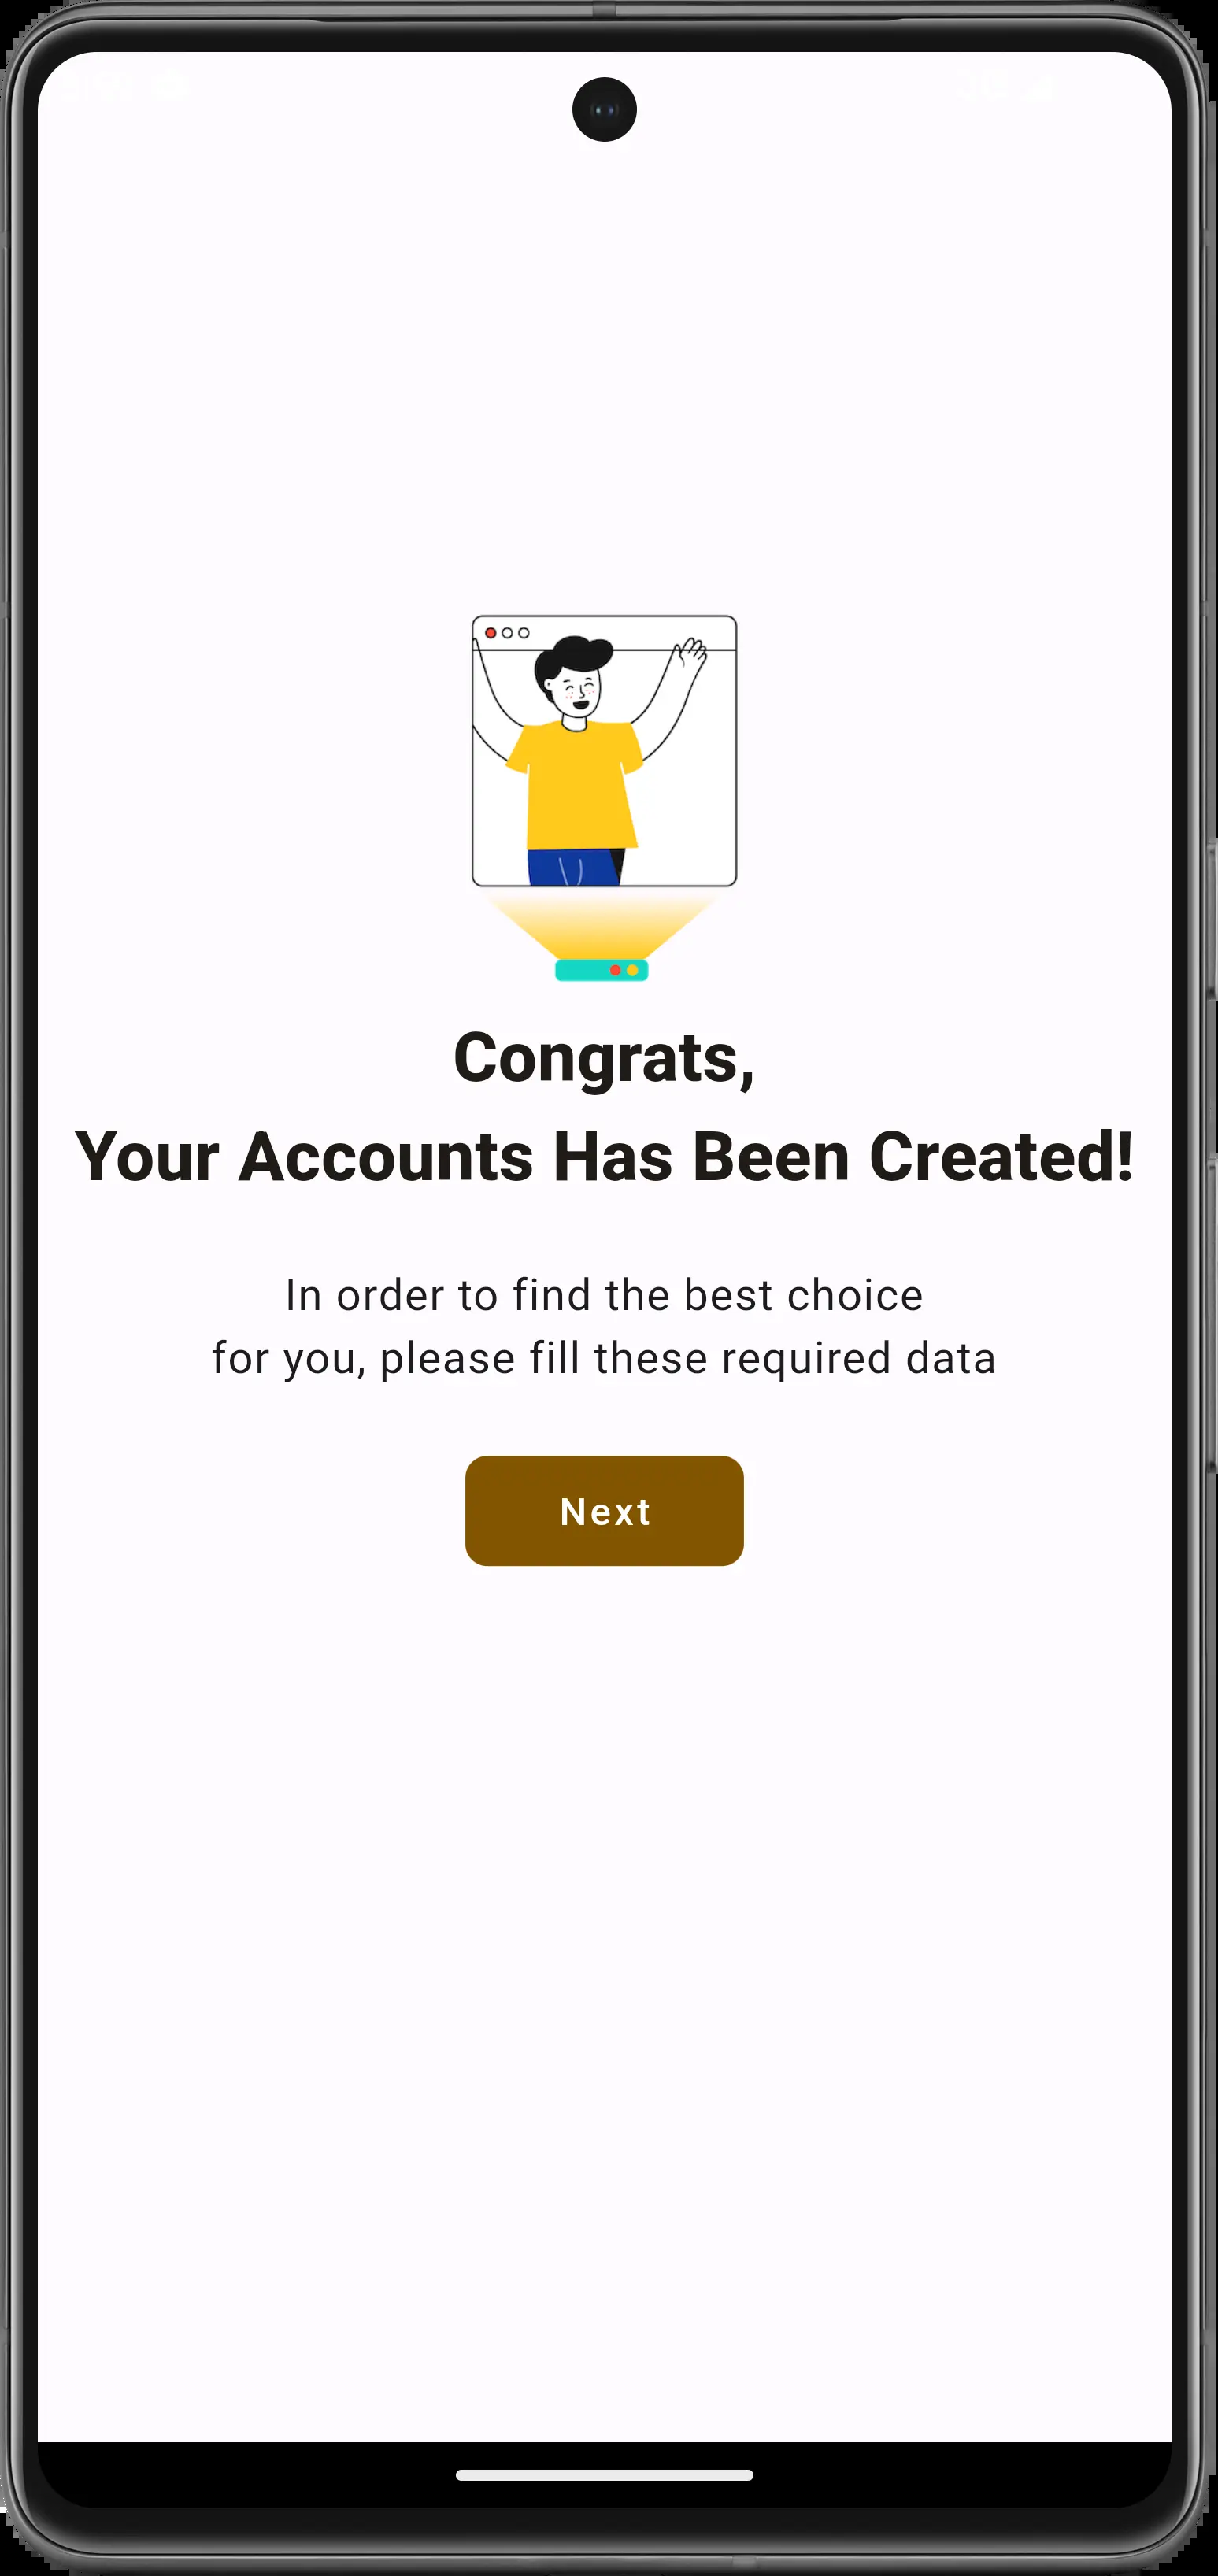 Congrats,
Your Accounts Has Been Created!
In order to find the best choice
for you, please fill these required data
Next